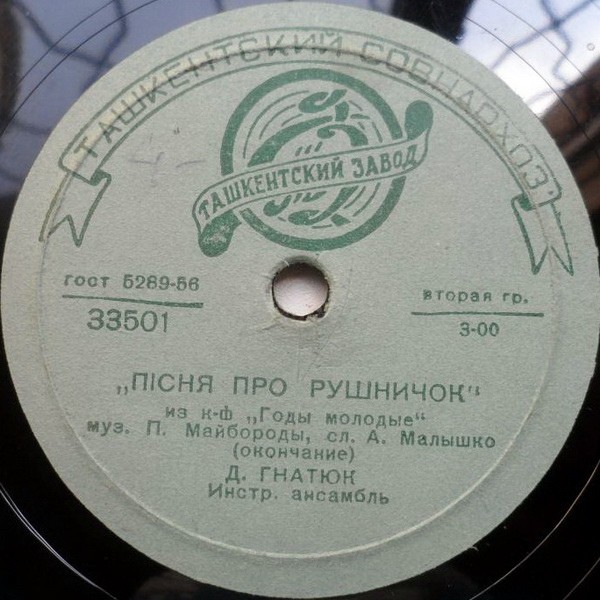 ТАШКЕНТСКИЙ СОВНАРХОЗ
ТАШКЕНТСКИЙ ЗАВОД
гост 5289-56
33501
вторая гр.
3-00
„ПІСНЯ ПРО РУШНИЧОК“
из к-ф „Годы молодые“
муз. П. Майбороды, сл. А. Малышко
(окончание)
Д. ГНАТЮК
Инстр. ансамбль